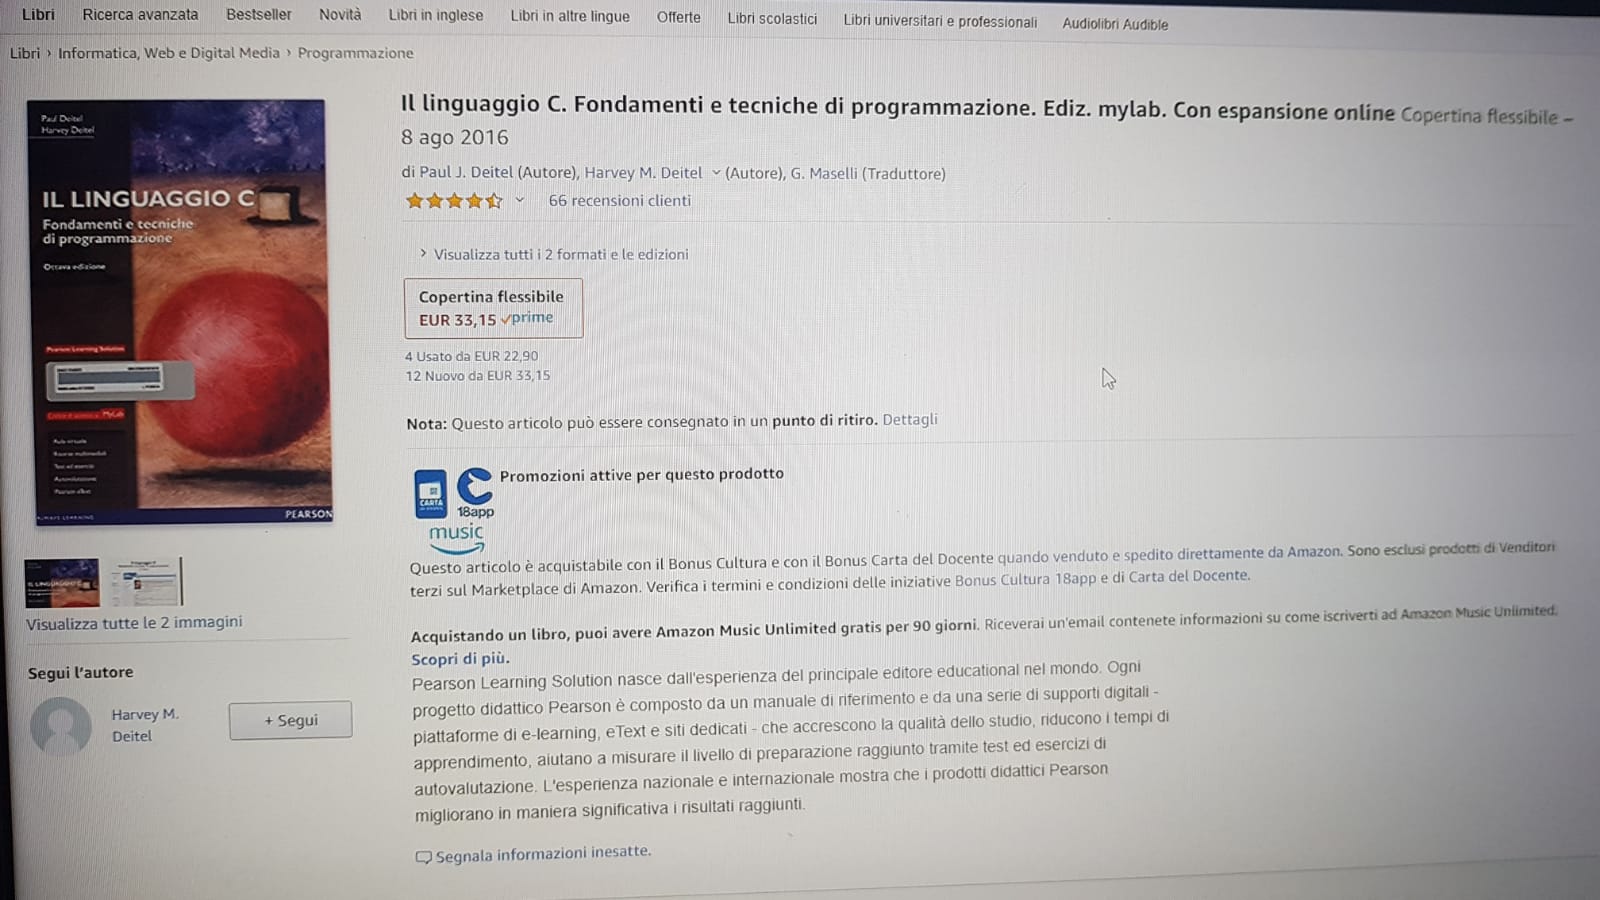 Libri Ricerca avanzata Bestseller Novità Libri in inglese Libri in altre lingue Offerte Libri scolastici Libri universitari e professionali Audiolibri Audible
Libri › Informatica, Web e Digital Media › Programmazione
Paul Deitel
Harvey Deitel
IL LINGUAGGIO C
Fondamenti e tecniche
di programmazione
Ottava edizione
Pearson Learning Solution
MyLab
ALWAYS LEARNING
PEARSON
Visualizza tutte le 2 immagini
Segui l'autore
Harvey M.
Deitel
+ Segui
Il linguaggio C. Fondamenti e tecniche di programmazione. Ediz. mylab. Con espansione online Copertina flessibile –
8 ago 2016
di Paul J. Deitel (Autore), Harvey M. Deitel (Autore), G. Maselli (Traduttore)
66 recensioni clienti
› Visualizza tutti i 2 formati e le edizioni
Copertina flessibile
EUR 33,15 prime
4 Usato da EUR 22,90
12 Nuovo da EUR 33,15
Nota: Questo articolo può essere consegnato in un punto di ritiro. Dettagli
CARTA
18app
music
Promozioni attive per questo prodotto
Questo articolo è acquistabile con il Bonus Cultura e con il Bonus Carta del Docente quando venduto e spedito direttamente da Amazon. Sono esclusi prodotti di Venditori
terzi sul Marketplace di Amazon. Verifica i termini e condizioni delle iniziative Bonus Cultura 18app e di Carta del Docente.
Acquistando un libro, puoi avere Amazon Music Unlimited gratis per 90 giorni. Riceverai un'email contenete informazioni su come iscriverti ad Amazon Music Unlimited.
Scopri di più.
Pearson Learning Solution nasce dall'esperienza del principale editore educational nel mondo. Ogni
progetto didattico Pearson è composto da un manuale di riferimento e da una serie di supporti digitali -
piattaforme di e-learning, eText e siti dedicati - che accrescono la qualità dello studio, riducono i tempi di
apprendimento, aiutano a misurare il livello di preparazione raggiunto tramite test ed esercizi di
autovalutazione. L'esperienza nazionale e internazionale mostra che i prodotti didattici Pearson
migliorano in maniera significativa i risultati raggiunti.
Segnala informazioni inesatte.